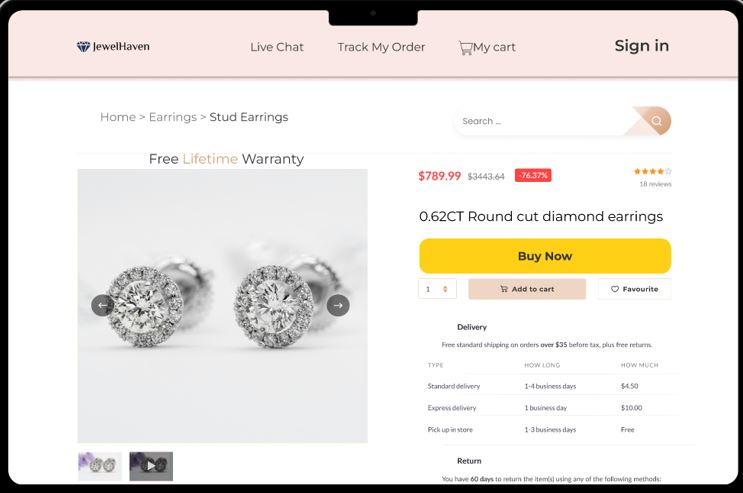 JewelHaven
Live Chat
Track My Order
My cart
Sign in
Home > Earrings > Stud Earrings
Search ...
Free Lifetime Warranty
$789.99 $3443.64 -76.37%
18 reviews
0.62CT Round cut diamond earrings
Buy Now
1
Add to cart
Favourite
Delivery
Free standard shipping on orders over $35 before tax, plus free returns.
TYPE HOW LONG HOW MUCH
Standard delivery 1-4 business days $4.50
Express delivery 1 business day $10.00
Pick up in store 1-3 business days Free
Return
You have 60 days to return the item(s) using any of the following methods: